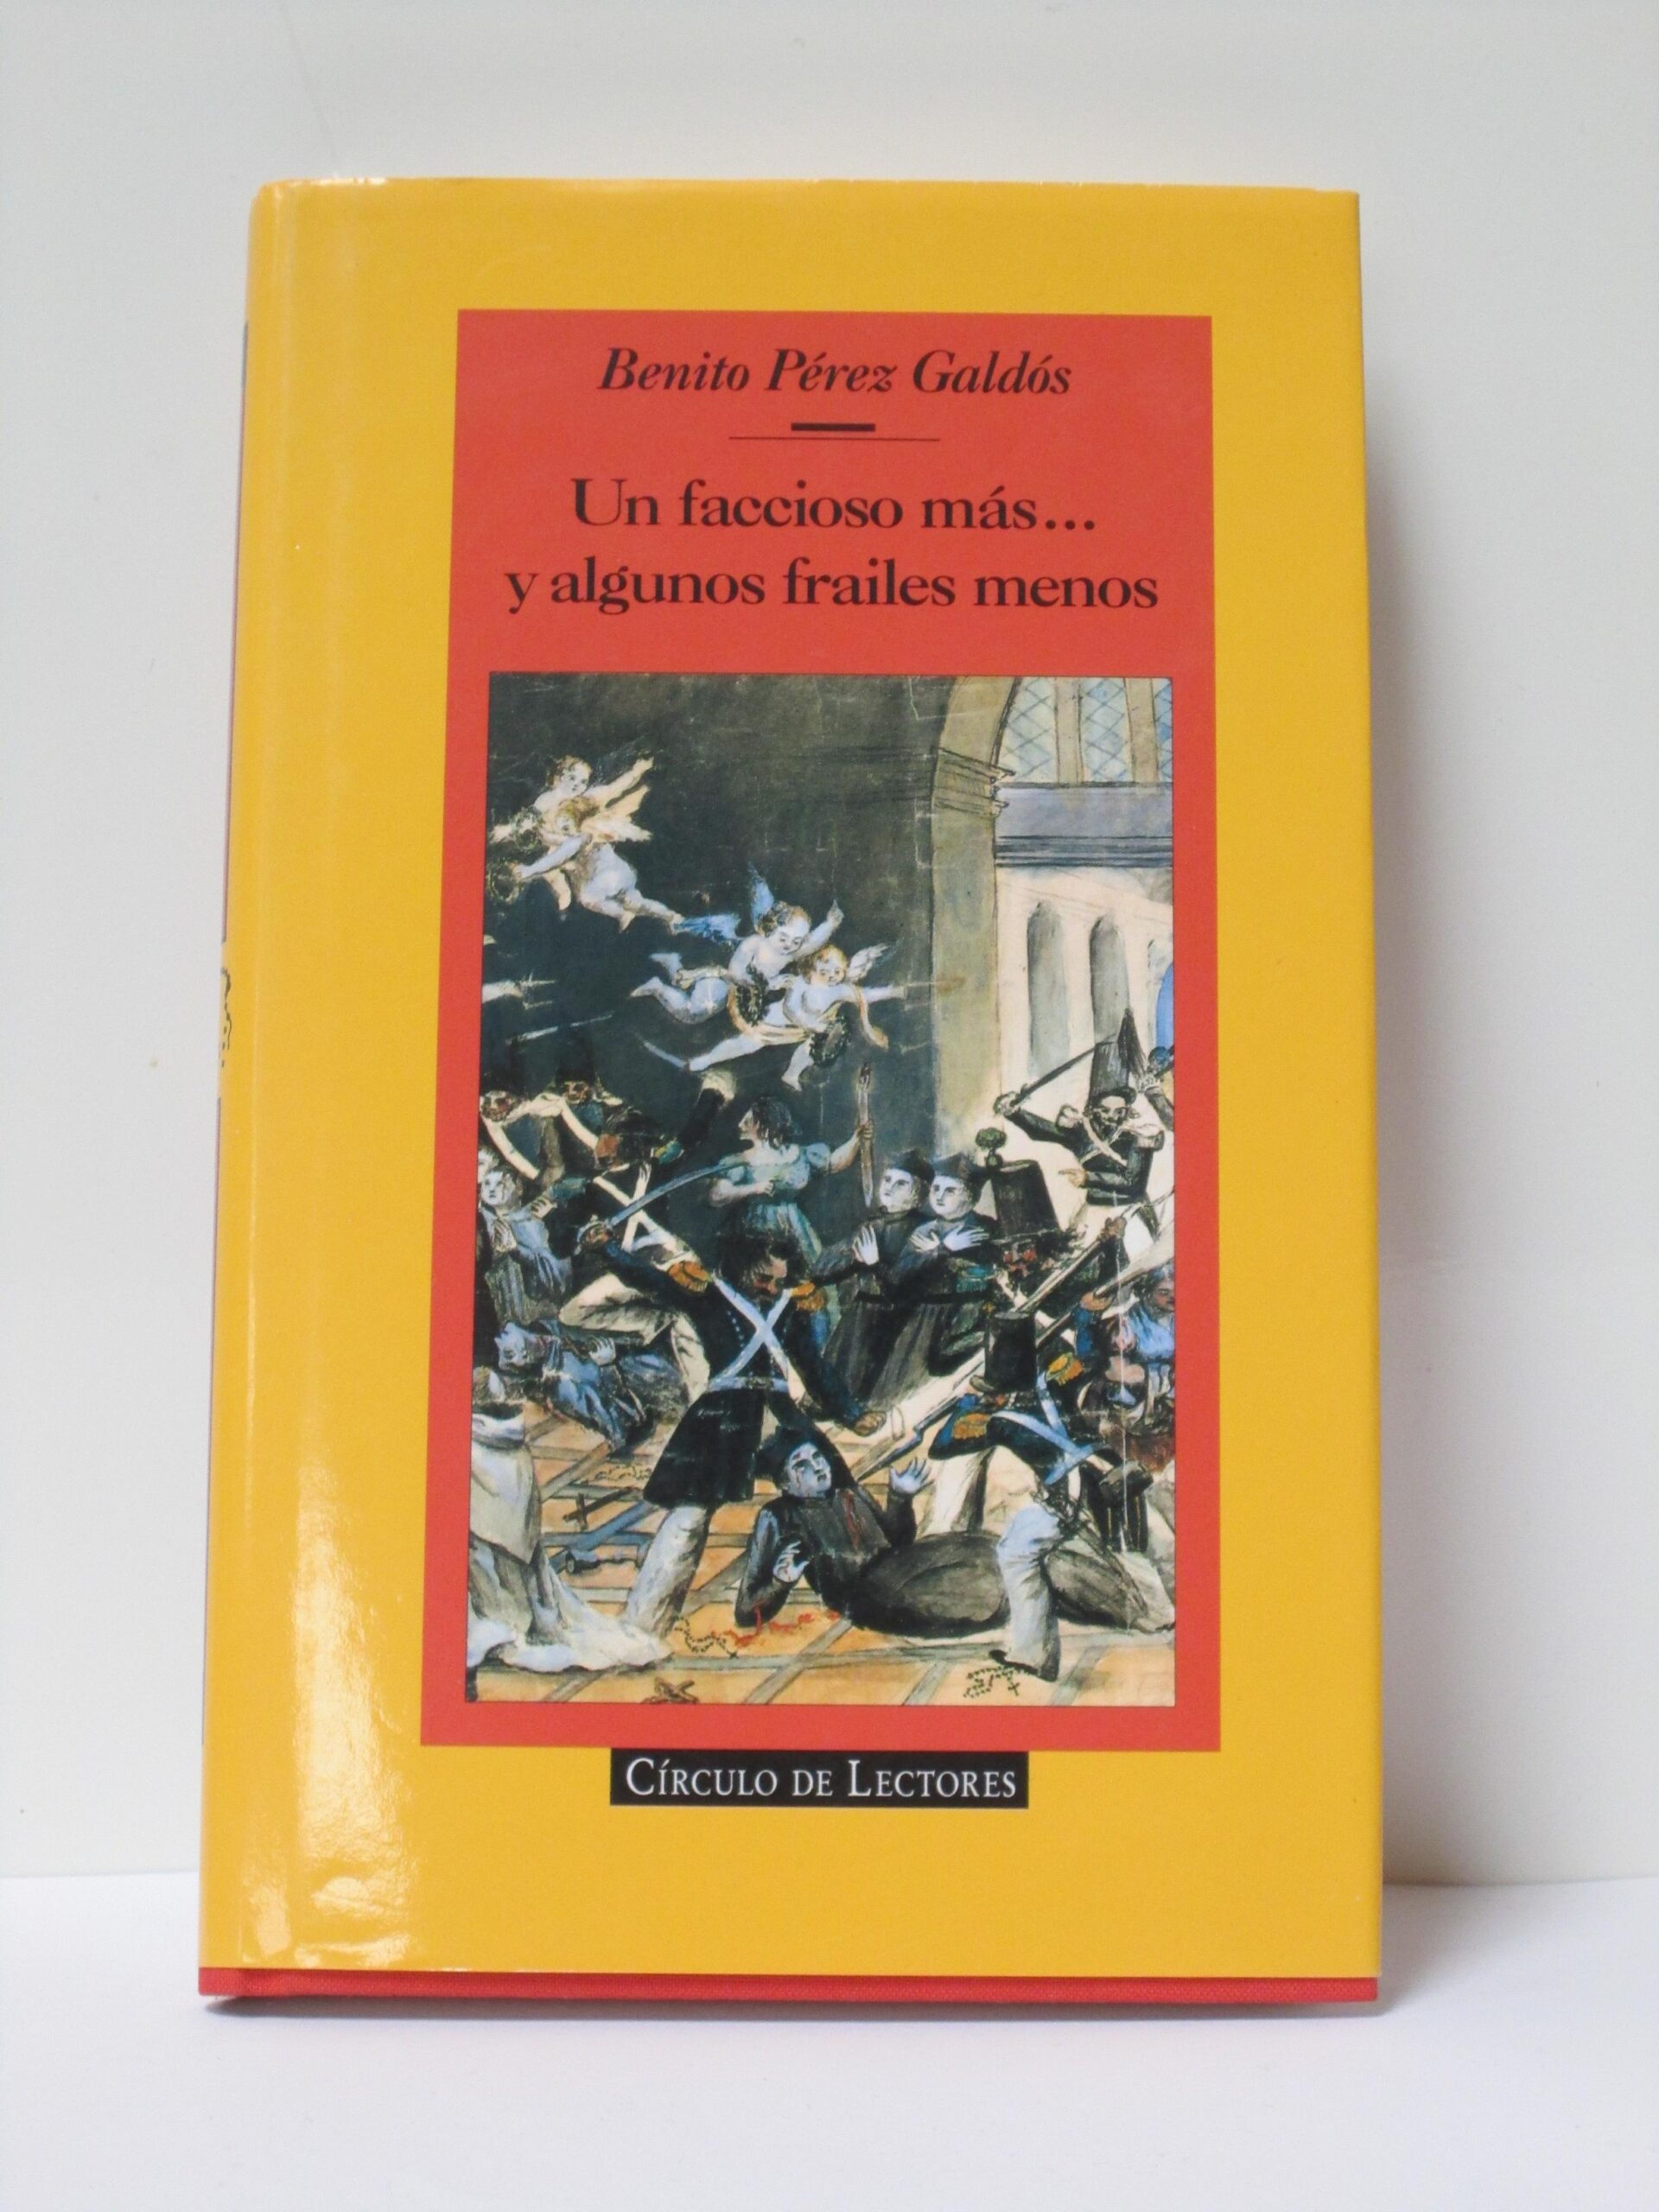 Benito Pérez Galdós
Un faccioso más...
y algunos frailes menos
CÍRCULO DE LECTORES